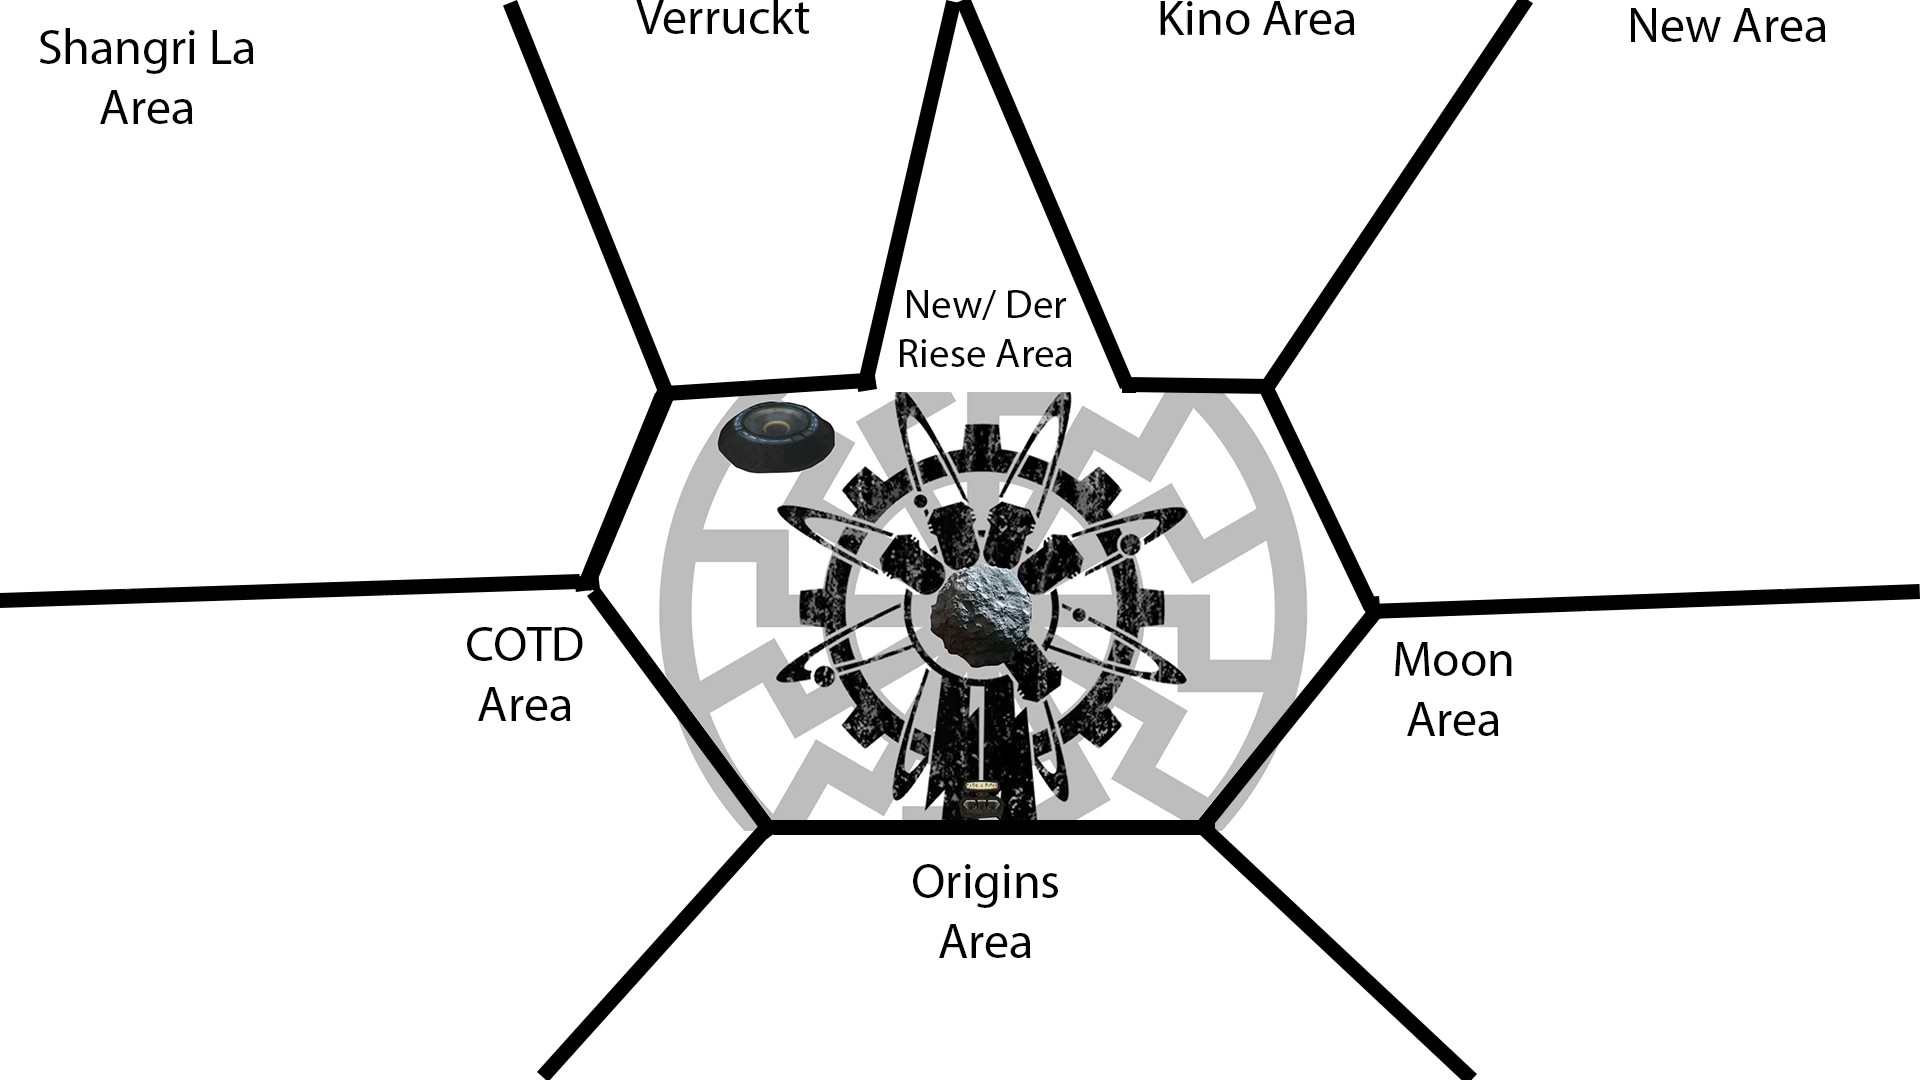 Shangri La
Area
Verruckt
Kino Area
New Area
New/ Der
Riese Area
COTD
Area
Moon
Area
Origins
Area